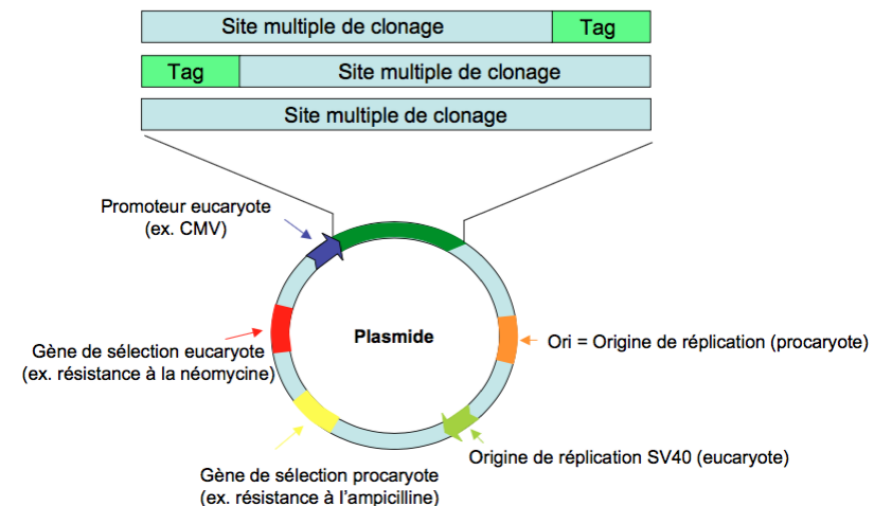 Site multiple de clonage Tag
Tag Site multiple de clonage
Site multiple de clonage
Promoteur eucaryote
(ex. CMV)
Plasmide
Ori = Origine de réplication (procaryote)
Gène de sélection eucaryote
(ex. résistance à la néomycine)
Origine de réplication SV40 (eucaryote)
Gène de sélection procaryote
(ex. résistance à l'ampicilline)